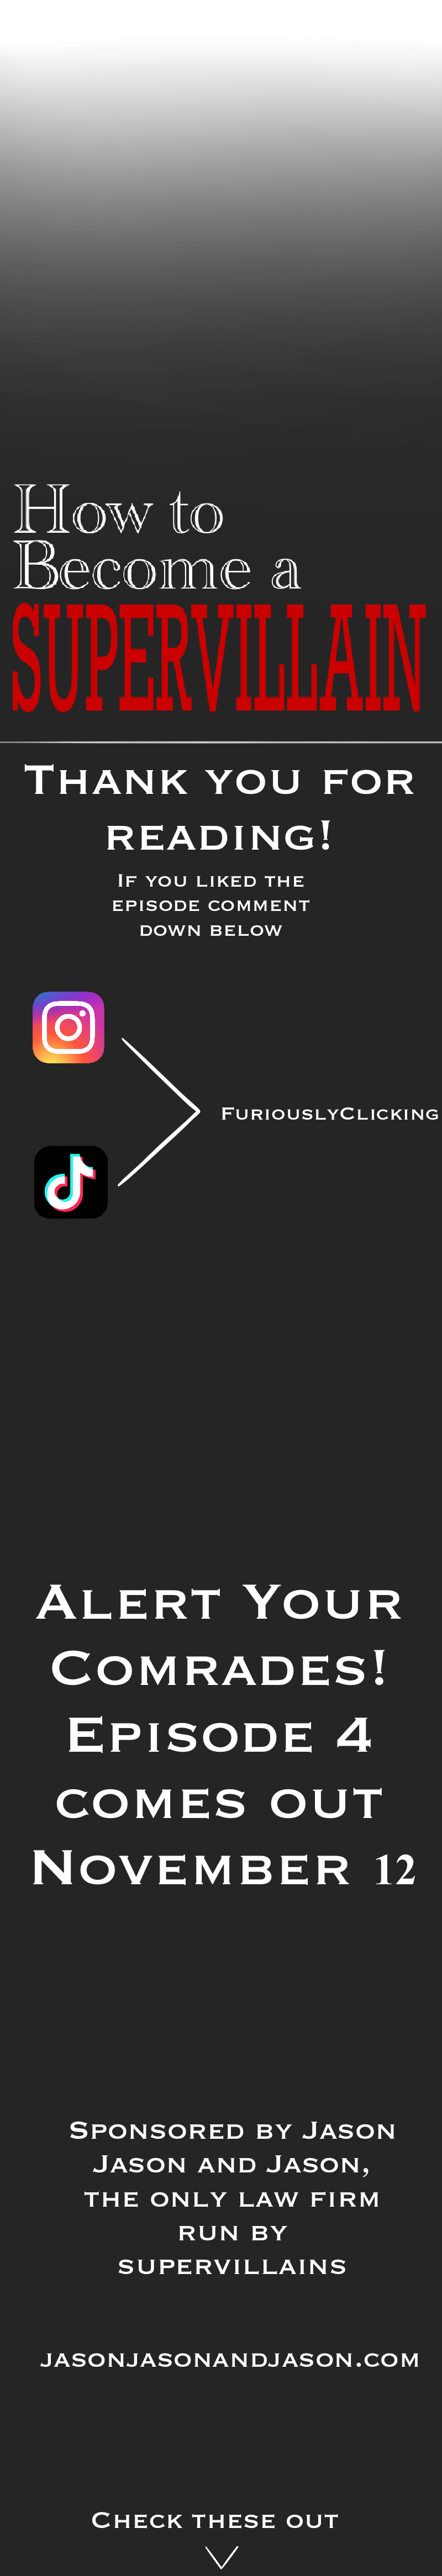 How to
Become a
SUPERVILLAIN
Thank you for
reading!
If you liked the
episode comment
down below
FuriouslyClicking
Alert Your
Comrades!
Episode 4
comes out
November 12
Sponsored by Jason
Jason and Jason,
the only law firm
run by
supervillains
jasonjasonandjason.com
Check these out